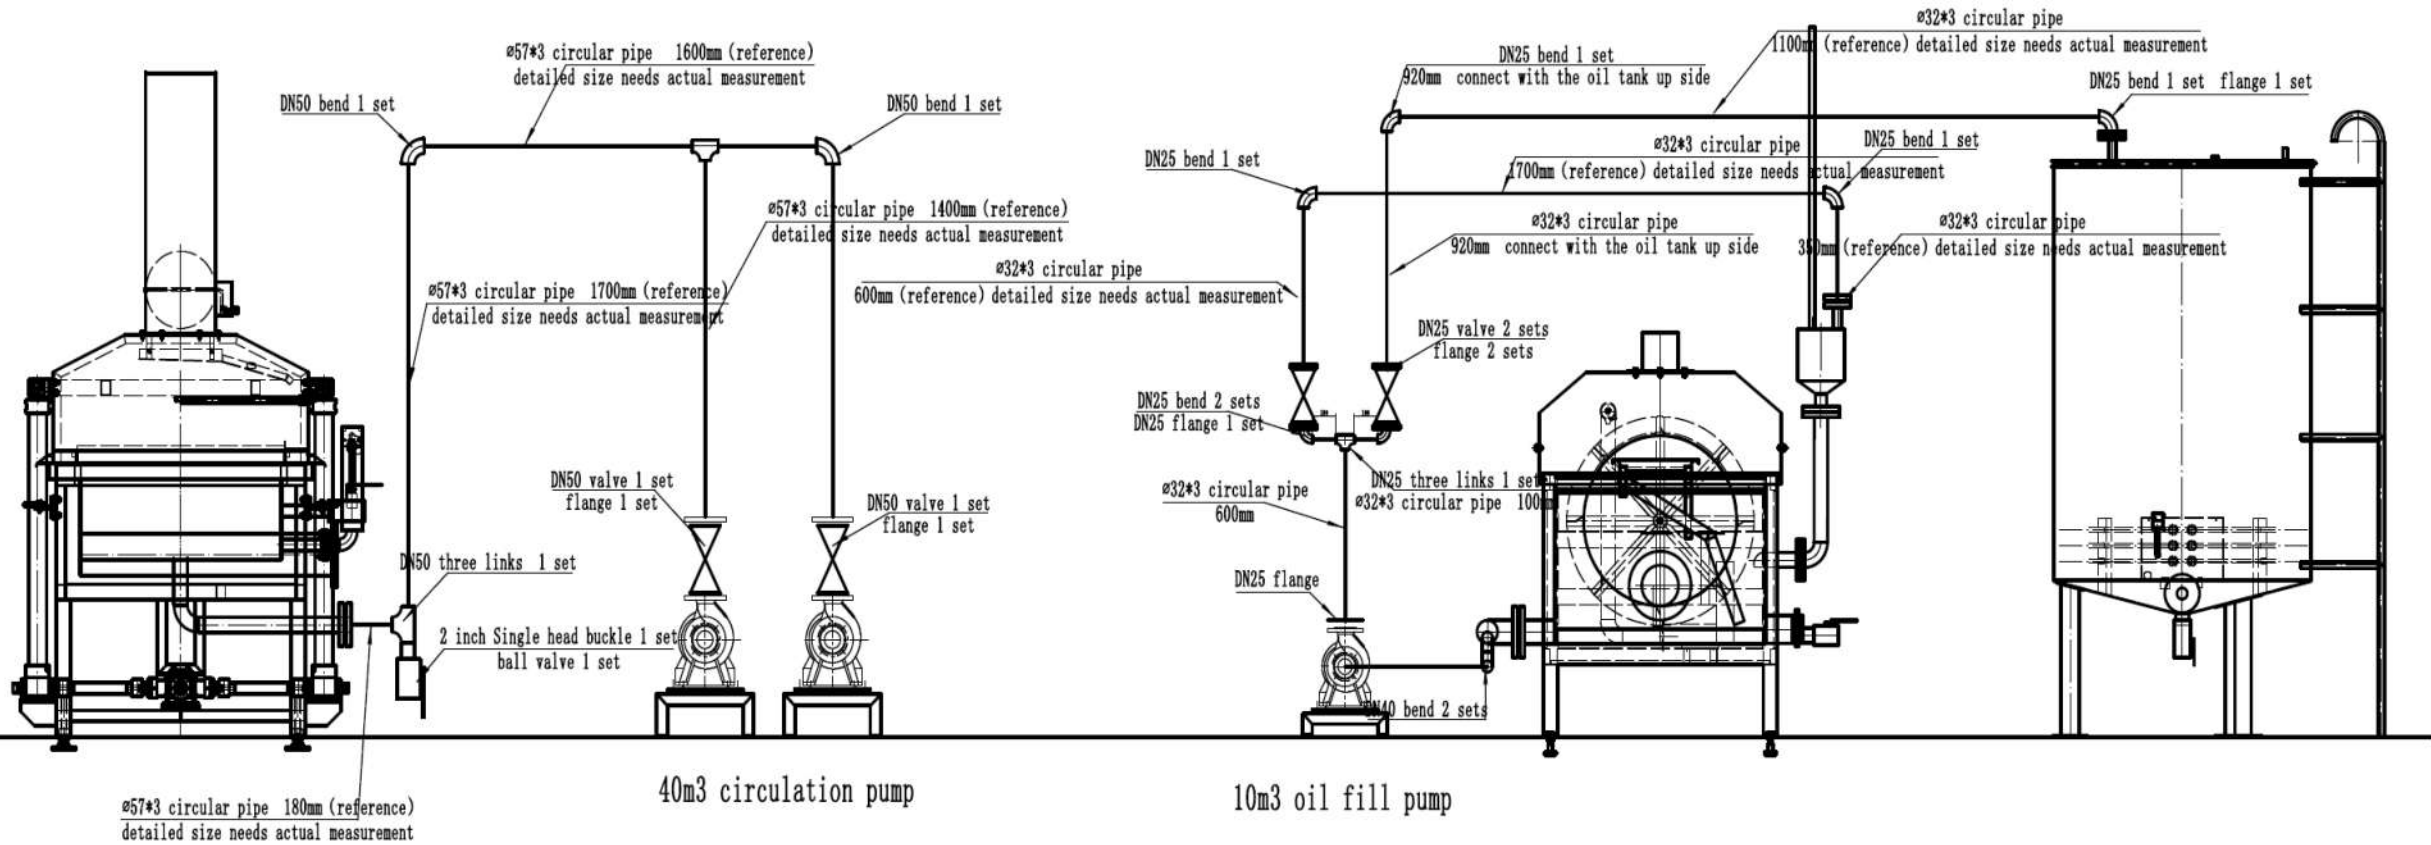 ø57*3 circular pipe 1600mm (reference)
detailed size needs actual measurement
DN50 bend 1 set
DN50 bend 1 set
ø57*3 circular pipe 1400mm (reference)
detailed size needs actual measurement
ø57*3 circular pipe 1700mm (reference)
detailed size needs actual measurement
DN50 valve 1 set
flange 1 set
DN50 valve 1 set
flange 1 set
DN50 three links 1 set
2 inch Single head buckle 1 set
ball valve 1 set
ø57*3 circular pipe 180mm (reference)
detailed size needs actual measurement
40m3 circulation pump
ø32*3 circular pipe
1100mm (reference) detailed size needs actual measurement
DN25 bend 1 set
920mm connect with the oil tank up side
DN25 bend 1 set flange 1 set
DN25 bend 1 set
ø32*3 circular pipe
1700mm (reference) detailed size needs actual measurement
DN25 bend 1 set
ø32*3 circular pipe
920mm connect with the oil tank up side
ø32*3 circular pipe
350mm (reference) detailed size needs actual measurement
ø32*3 circular pipe
600mm (reference) detailed size needs actual measurement
DN25 valve 2 sets
flange 2 sets
DN25 bend 2 sets
DN25 flange 1 set
100 100
DN25 three links 1 set
ø32*3 circular pipe 100mm
ø32*3 circular pipe
600mm
DN25 flange
DN40 bend 2 sets
10m3 oil fill pump